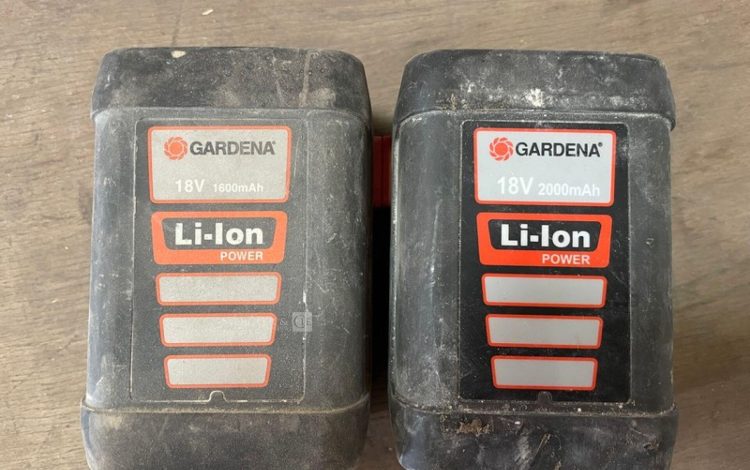 GARDENA®
18V 1600mAh
Li-Ion
POWER
GARDENA®
18V 2000mAh
Li-Ion
POWER